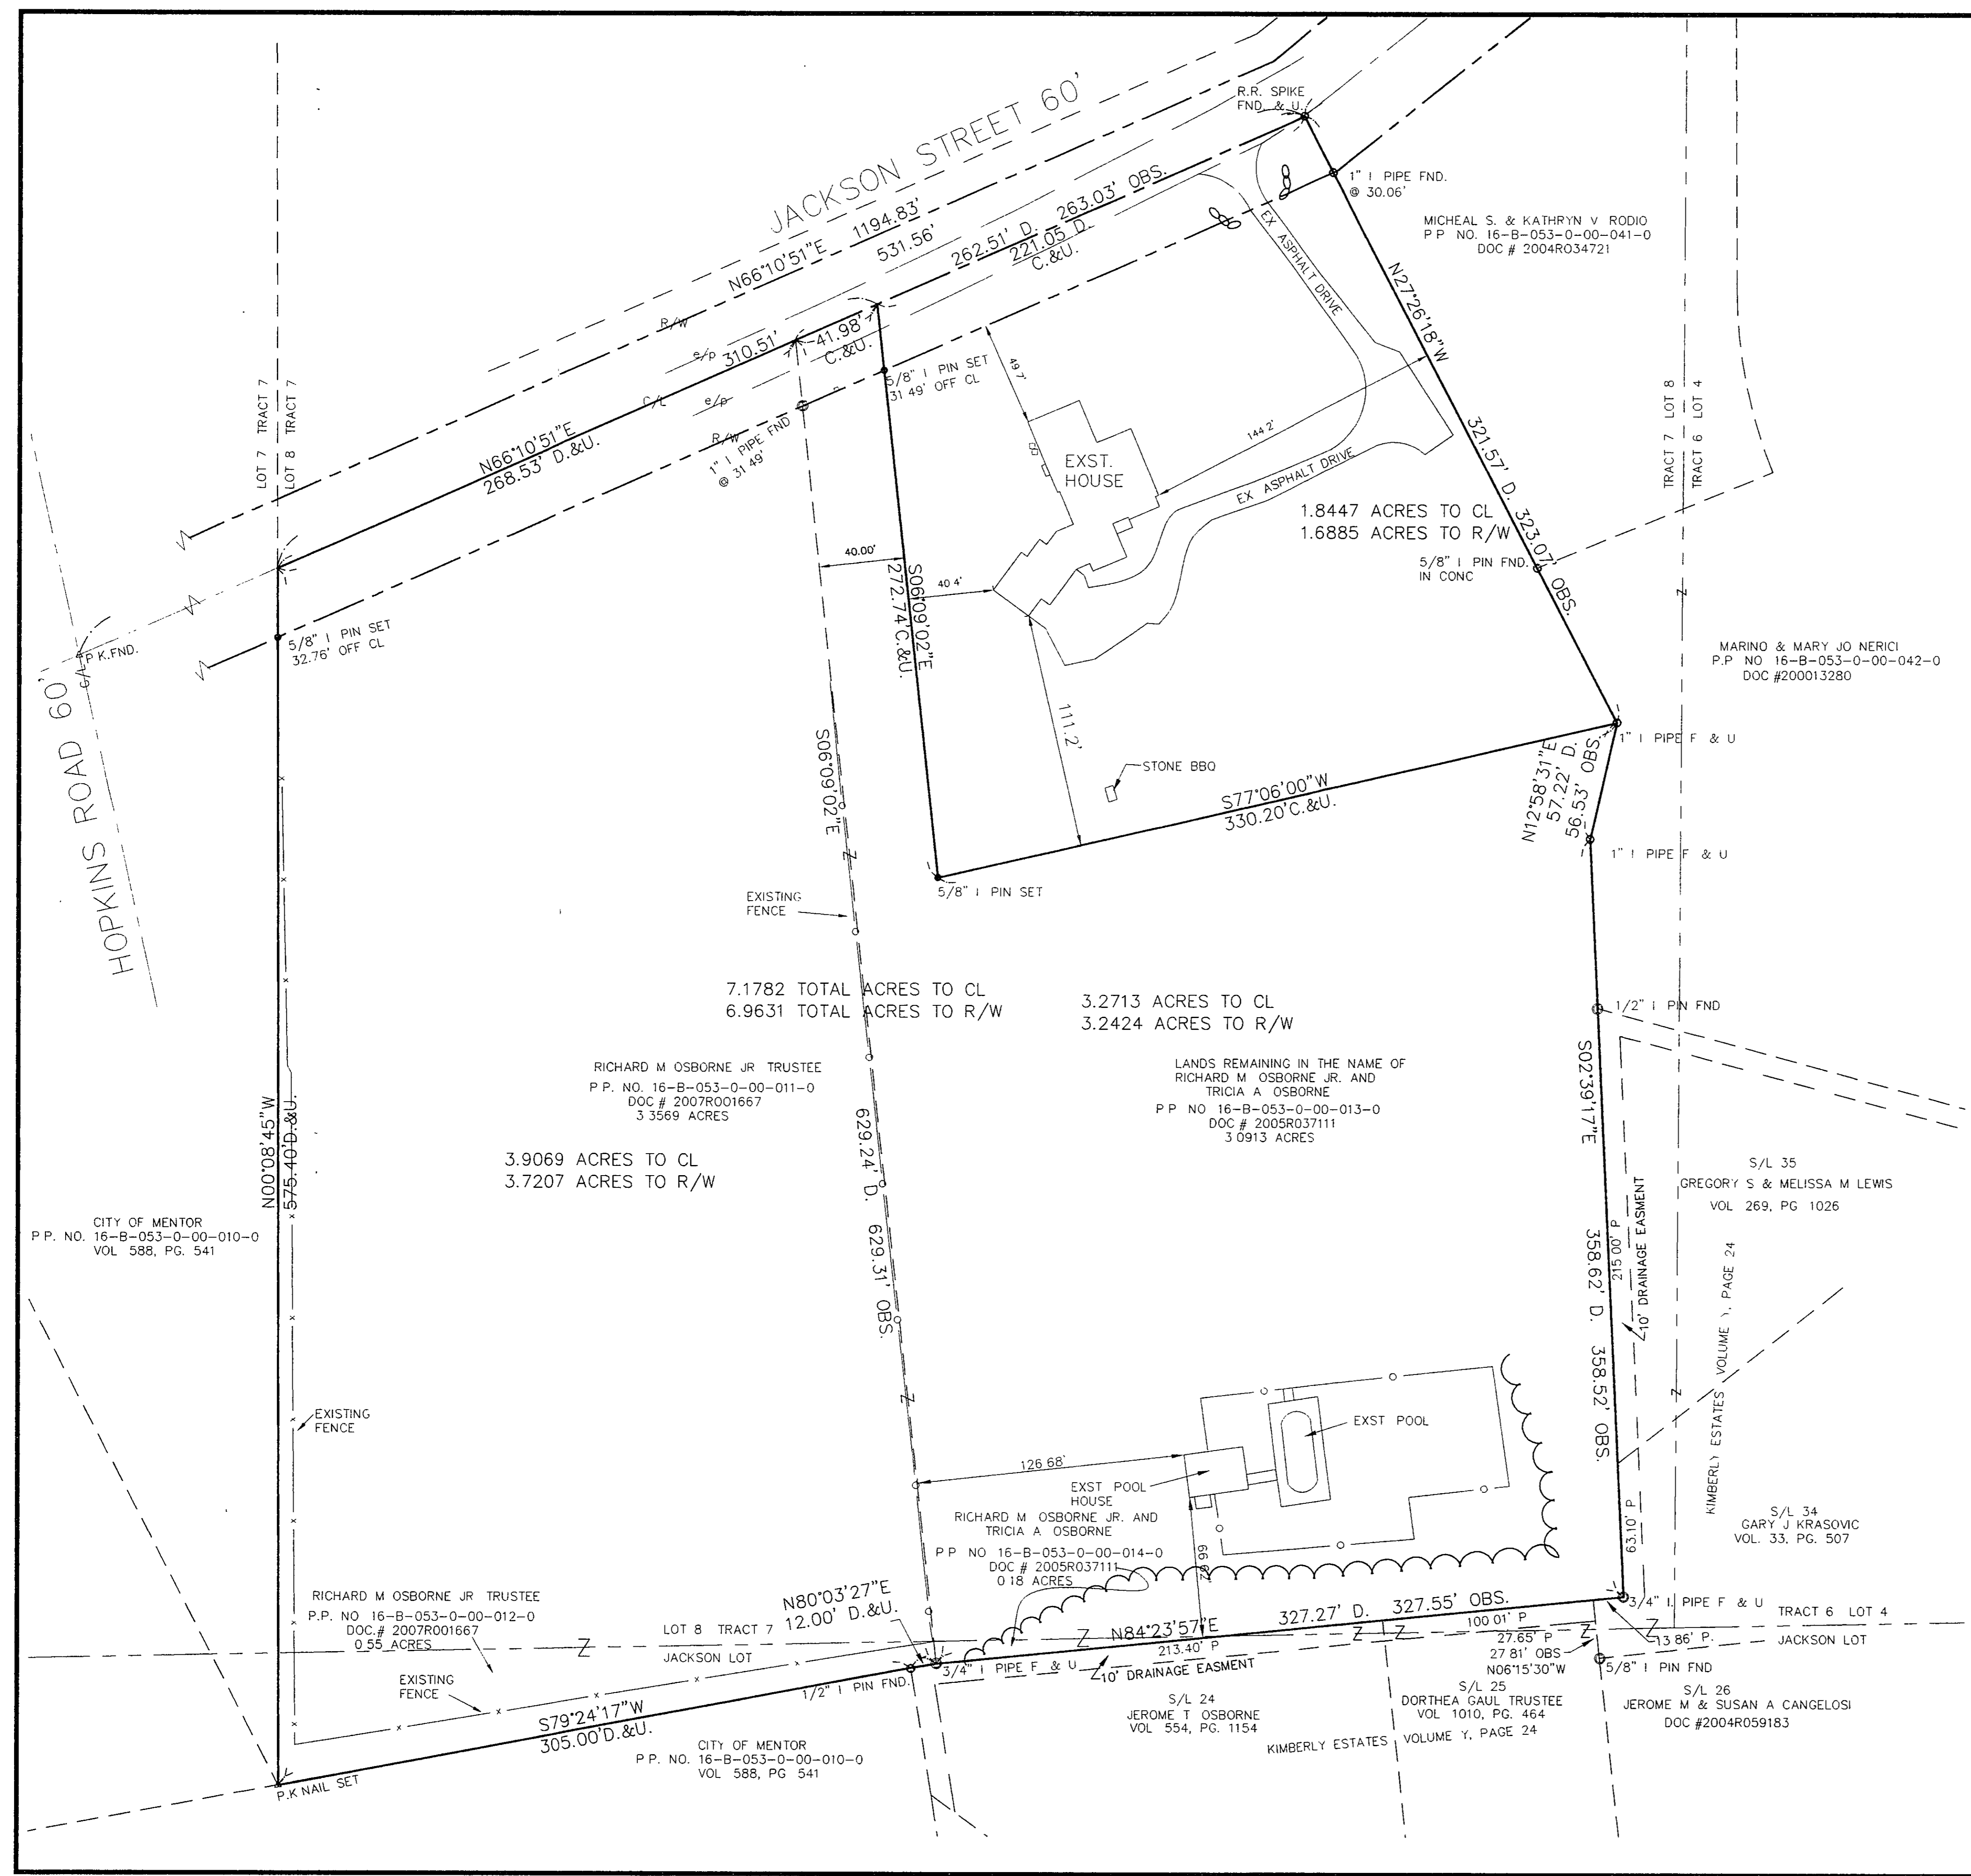 JACKSON STREET 60'
R.R. SPIKE
FND. & U.
1" I PIPE FND.
@ 30.06'
MICHEAL S. & KATHRYN V RODIO
P P NO. 16-B-053-0-00-041-0
DOC # 2004R034721
N66°10'51"E 1194.83'
531.56'
262.51' D. 263.03' OBS.
221.05 D.
C.&U.
R/W
e/p
310.51'
41.98'
C.&U.
C/L
e/p
R/W
N66°10'51"E
268.53' D.&U.
1" I PIPE FND
@ 31 49'
5/8" I PIN SET
31 49' OFF CL
LOT 7 TRACT 7
LOT 8 TRACT 7
EX ASPHALT DRIVE
N27°26'18"W
321.57' D. 323.07' OBS.
49.7'
144 2'
EXST.
HOUSE
EX ASPHALT DRIVE
1.8447 ACRES TO CL
1.6885 ACRES TO R/W
5/8" I PIN FND.
IN CONC
TRACT 7 LOT 8
TRACT 6 LOT 4
Z
40.00'
40 4'
S06°09'02"E
272.74'C.&U.
P K.FND.
C/L
5/8" I PIN SET
32.76' OFF CL
HOPKINS ROAD 60'
MARINO & MARY JO NERICI
P.P NO 16-B-053-0-00-042-0
DOC #200013280
111.2'
STONE BBQ
S06°09'02"E
Z
S77°06'00"W
330.20'C.&U.
1" I PIPE F & U
N12°58'31"E
57.22' D.
56.53' OBS.
1" I PIPE F & U
5/8" I PIN SET
EXISTING
FENCE
7.1782 TOTAL ACRES TO CL
6.9631 TOTAL ACRES TO R/W
3.2713 ACRES TO CL
3.2424 ACRES TO R/W
1/2" I PIN FND
RICHARD M OSBORNE JR TRUSTEE
P P. NO. 16-B-053-0-00-011-0
DOC # 2007R001667
3 3569 ACRES
LANDS REMAINING IN THE NAME OF
RICHARD M OSBORNE JR. AND
TRICIA A OSBORNE
P P NO 16-B-053-0-00-013-0
DOC # 2005R037111
3 0913 ACRES
S02°39'17"E
358.62' D. 358.52' OBS.
N00°08'45"W
575.40'D.&U.
629.24' D. 629.31' OBS.
3.9069 ACRES TO CL
3.7207 ACRES TO R/W
215 00' P
10' DRAINAGE EASMENT
S/L 35
GREGORY S & MELISSA M LEWIS
VOL 269, PG 1026
CITY OF MENTOR
P P. NO. 16-B-053-0-00-010-0
VOL 588, PG. 541
KIMBERLY ESTATES VOLUME , PAGE 24
Z
Z
EXISTING
FENCE
EXST POOL
126 68'
EXST POOL
HOUSE
RICHARD M OSBORNE JR. AND
TRICIA A OSBORNE
P P NO 16-B-053-0-00-014-0
DOC # 2005R037111
0 18 ACRES
63.10' P
S/L 34
GARY J KRASOVIC
VOL. 33, PG. 507
RICHARD M OSBORNE JR TRUSTEE
P.P. NO 16-B-053-0-00-012-0
DOC.# 2007R001667
0 55 ACRES
N80°03'27"E
12.00' D.&U.
LOT 8 TRACT 7
JACKSON LOT
Z
N84°23'57"E 327.27' D. 327.55' OBS.
213.40' P
100 01' P
27.65' P
27 81' OBS
N06°15'30"W
13 86' P.
3/4" I. PIPE F & U
TRACT 6 LOT 4
JACKSON LOT
Z
Z
Z
Z
Z
EXISTING
FENCE
1/2" I PIN FND.
3/4" I PIPE F & U
10' DRAINAGE EASMENT
5/8" I PIN FND
S79°24'17"W
305.00'D.&U.
P.K NAIL SET
CITY OF MENTOR
P P. NO. 16-B-053-0-00-010-0
VOL 588, PG 541
S/L 24
JEROME T OSBORNE
VOL 554, PG. 1154
S/L 25
DORTHEA GAUL TRUSTEE
VOL 1010, PG. 464
S/L 26
JEROME M & SUSAN A CANGELOSI
DOC #2004R059183
KIMBERLY ESTATES VOLUME Y, PAGE 24